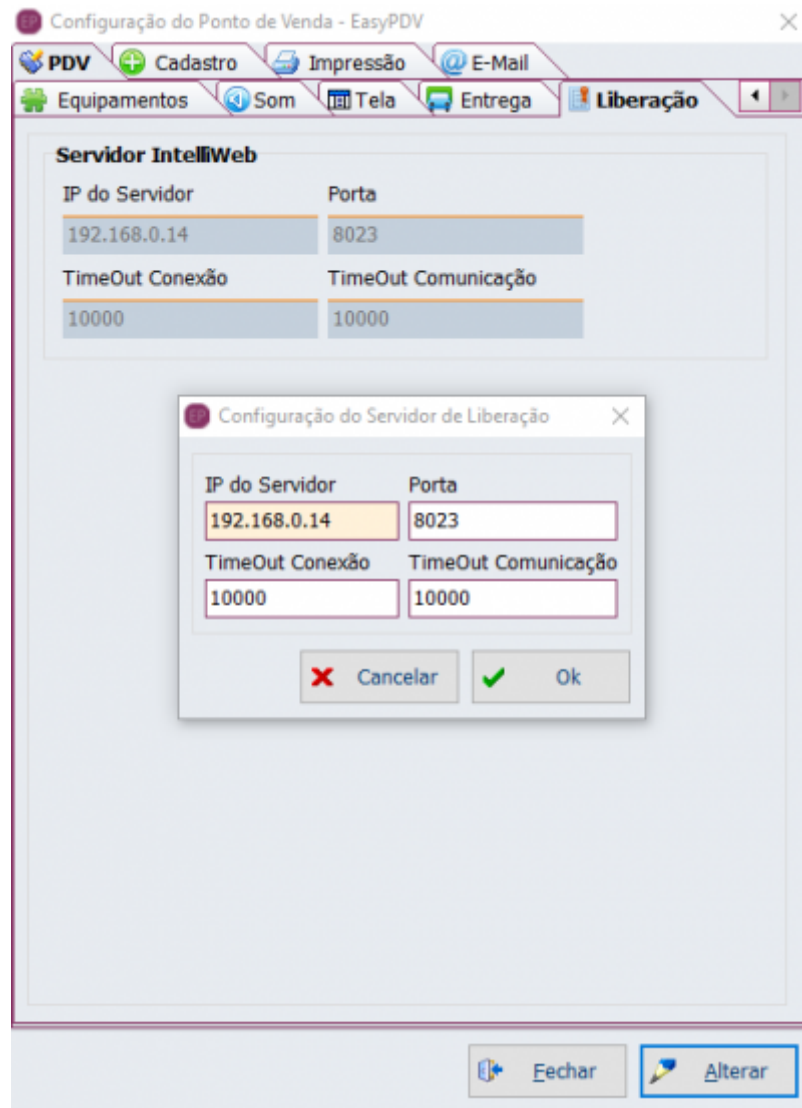 Configuração do Ponto de Venda - EasyPDV
PDV Cadastro Impressão E-Mail
Equipamentos Som Tela Entrega Liberação
Servidor IntelliWeb
IP do Servidor Porta
192.168.0.14 8023
TimeOut Conexão TimeOut Comunicação
10000 10000
EP Configuração do Servidor de Liberação
IP do Servidor Porta
192.168.0.14 8023
TimeOut Conexão TimeOut Comunicação
10000 10000
Cancelar Ok
Fechar Alterar